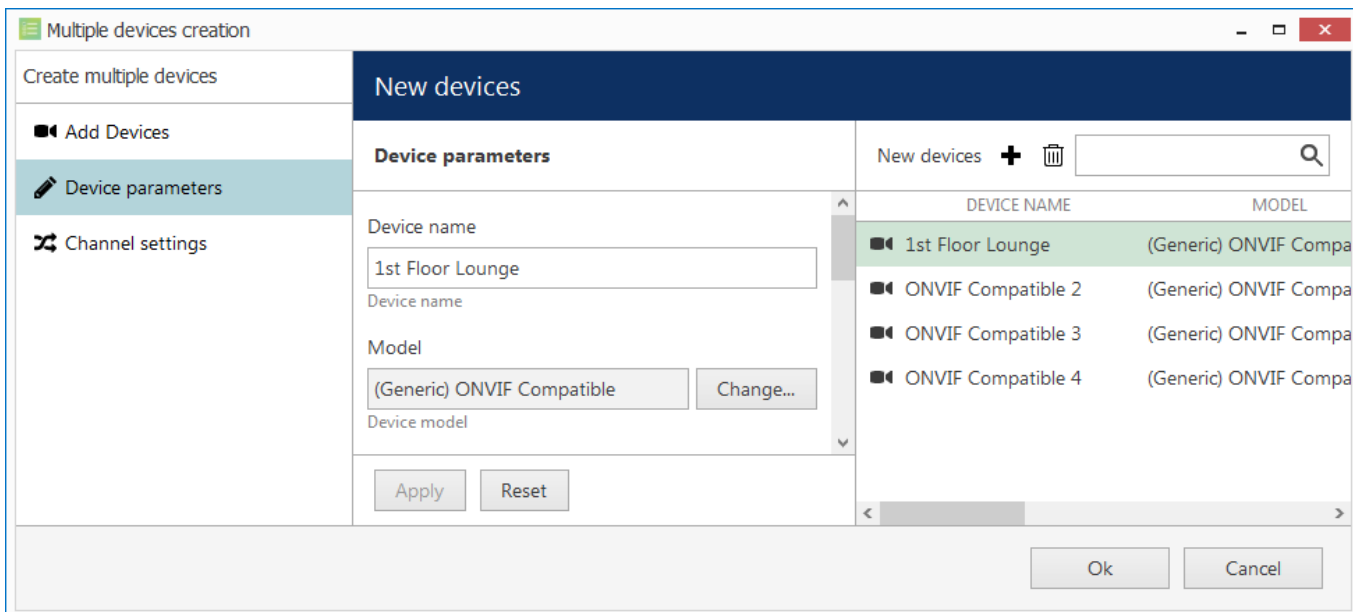 Multiple devices creation
Create multiple devices
New devices
Add Devices
Device parameters
Channel settings
Device parameters
Device name
1st Floor Lounge
Device name
Model
(Generic) ONVIF Compatible
Change...
Device model
Apply
Reset
New devices
DEVICE NAME MODEL
1st Floor Lounge (Generic) ONVIF Compa
ONVIF Compatible 2 (Generic) ONVIF Compa
ONVIF Compatible 3 (Generic) ONVIF Compa
ONVIF Compatible 4 (Generic) ONVIF Compa
Ok
Cancel